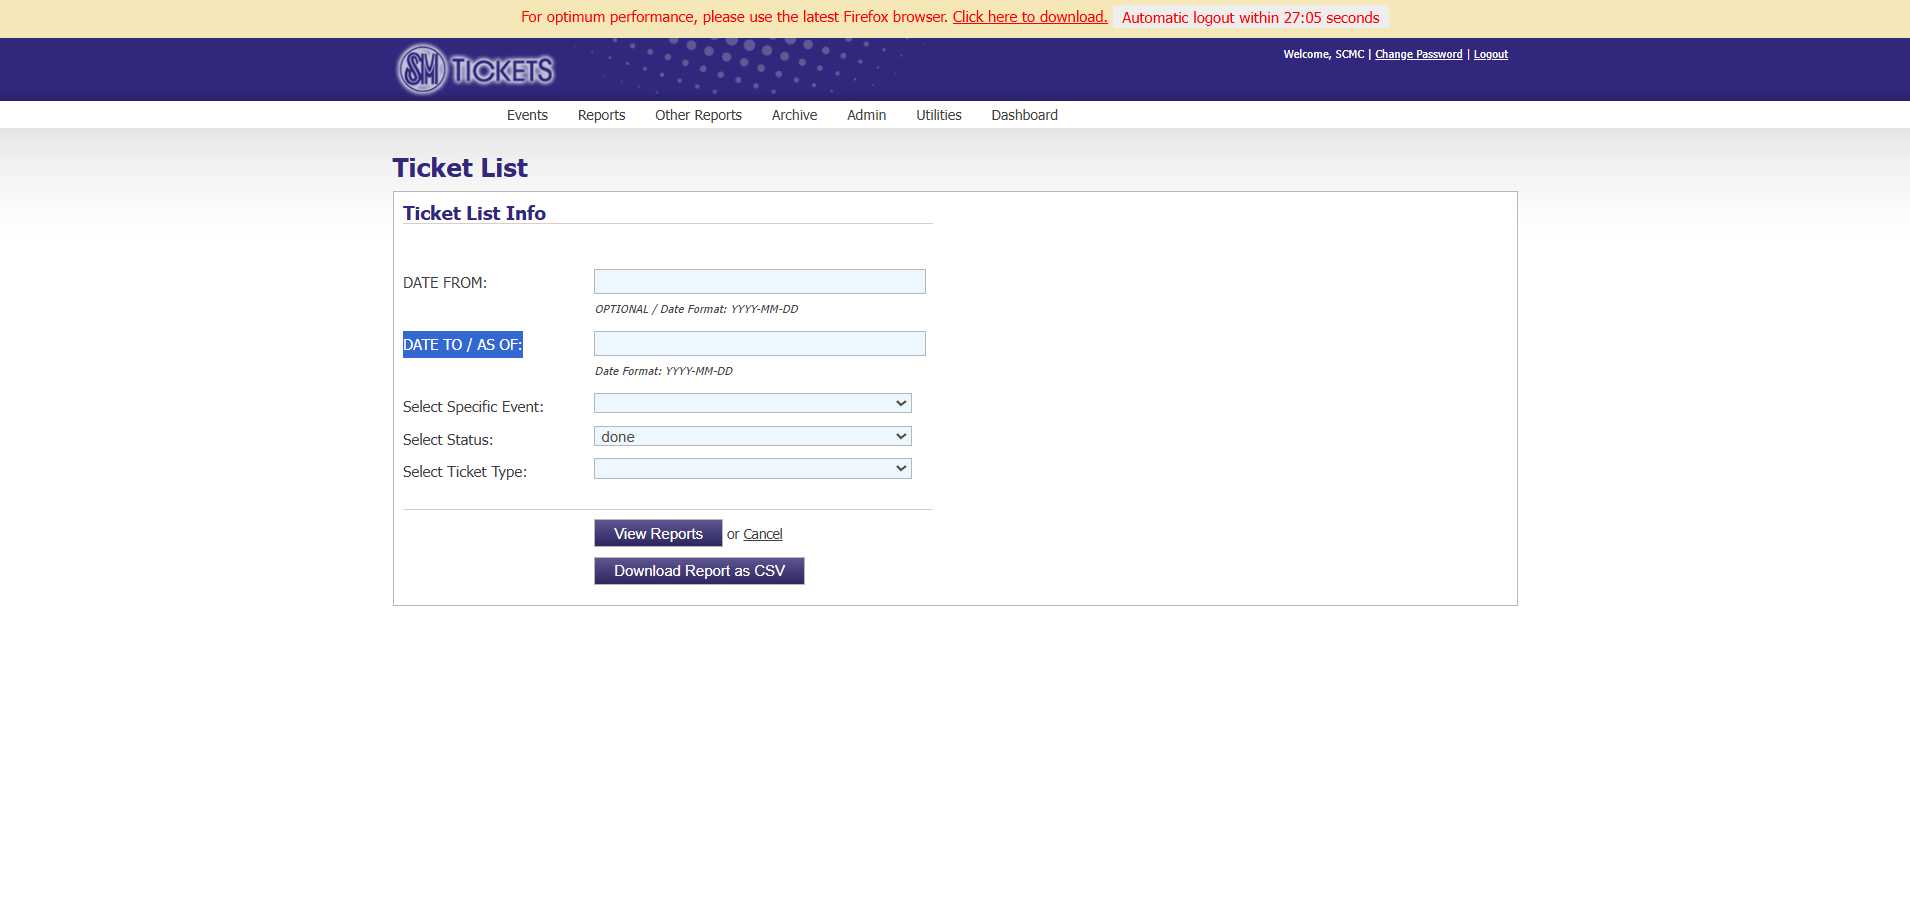 For optimum performance, please use the latest Firefox browser. Click here to download. Automatic logout within 27:05 seconds
SM TICKETS
Welcome, SCMC | Change Password | Logout
Events Reports Other Reports Archive Admin Utilities Dashboard
Ticket List
Ticket List Info
DATE FROM:
OPTIONAL / Date Format: YYYY-MM-DD
DATE TO / AS OF:
Date Format: YYYY-MM-DD
Select Specific Event:
Select Status: done
Select Ticket Type:
View Reports or Cancel
Download Report as CSV